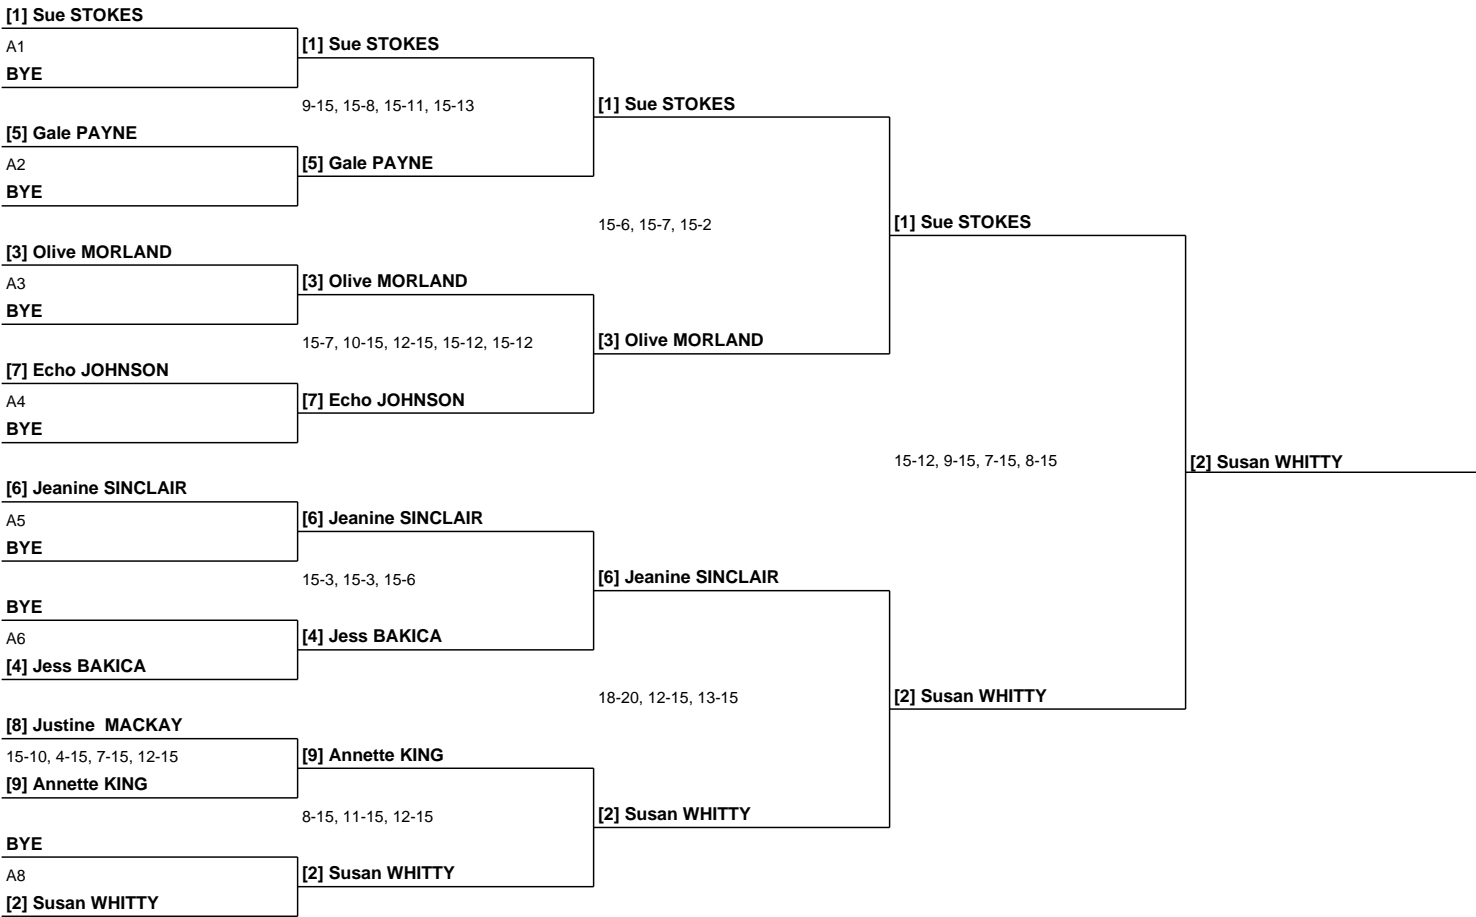 [1] Sue STOKES
A1
BYE
[5] Gale PAYNE
A2
BYE
[3] Olive MORLAND
A3
BYE
[7] Echo JOHNSON
A4
BYE
[6] Jeanine SINCLAIR
A5
BYE
BYE
A6
[4] Jess BAKICA
[8] Justine  MACKAY
15-10, 4-15, 7-15, 12-15
[9] Annette KING
BYE
A8
[2] Susan WHITTY
[1] Sue STOKES
9-15, 15-8, 15-11, 15-13
[5] Gale PAYNE
[3] Olive MORLAND
15-7, 10-15, 12-15, 15-12, 15-12
[7] Echo JOHNSON
[6] Jeanine SINCLAIR
15-3, 15-3, 15-6
[4] Jess BAKICA
[9] Annette KING
8-15, 11-15, 12-15
[2] Susan WHITTY
[1] Sue STOKES
15-6, 15-7, 15-2
[3] Olive MORLAND
[6] Jeanine SINCLAIR
18-20, 12-15, 13-15
[2] Susan WHITTY
[1] Sue STOKES
15-12, 9-15, 7-15, 8-15
[2] Susan WHITTY
[2] Susan WHITTY